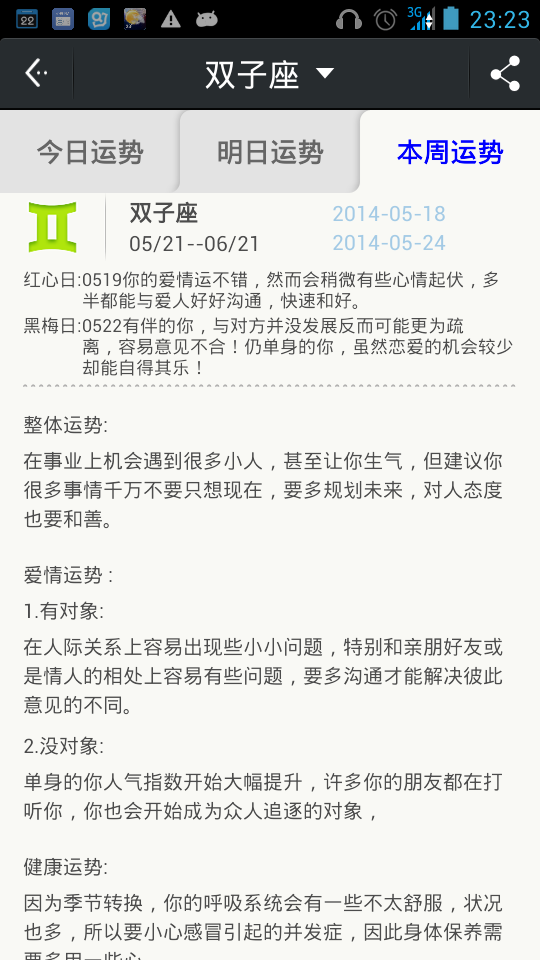 22
3G
23:23
双子座
今日运势
明日运势
本周运势
双子座
2014-05-18
05/21--06/21
2014-05-24
红心日:0519你的爱情运不错，然而会稍微有些心情起伏，多
半都能与爱人好好沟通，快速和好。
黑梅日:0522有伴的你，与对方并没发展反而可能更为疏
离，容易意见不合！仍单身的你，虽然恋爱的机会较少
却能自得其乐！
整体运势:
在事业上机会遇到很多小人，甚至让你生气，但建议你
很多事情千万不要只想现在，要多规划未来，对人态度
也要和善。
爱情运势 :
1.有对象:
在人际关系上容易出现些小小问题，特别和亲朋好友或
是情人的相处上容易有些问题，要多沟通才能解决彼此
意见的不同。
2.没对象:
单身的你人气指数开始大幅提升，许多你的朋友都在打
听你，你也会开始成为众人追逐的对象，
健康运势:
因为季节转换，你的呼吸系统会有一些不太舒服，状况
也多，所以要小心感冒引起的并发症，因此身体保养需
要多用一些心